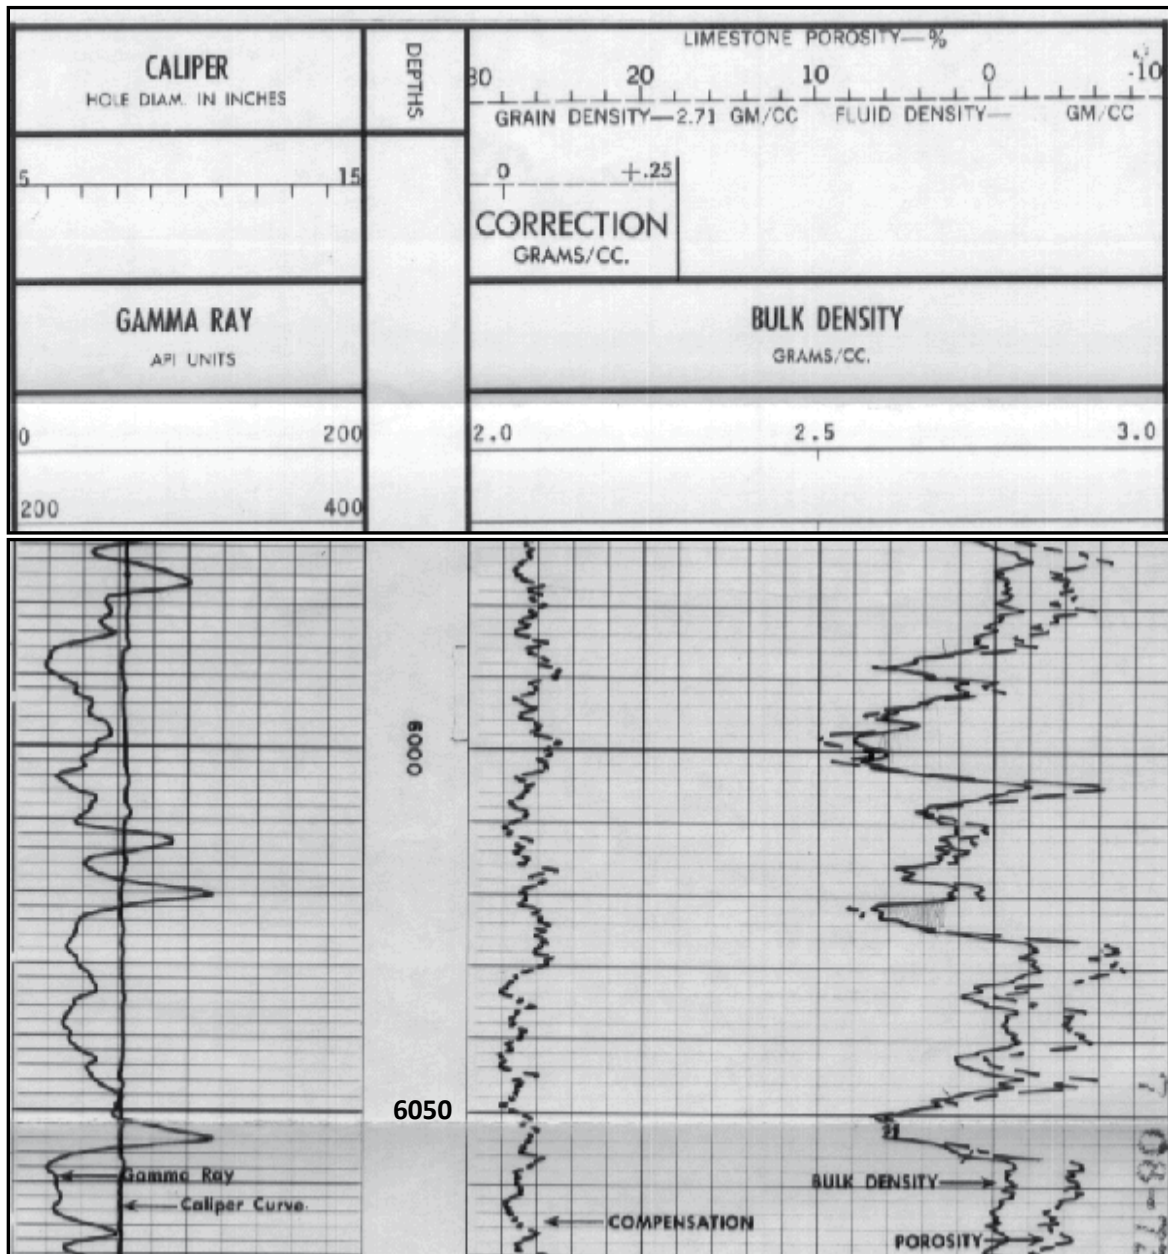 CALIPER
HOLE DIAM. IN INCHES
5 15
GAMMA RAY
API UNITS
0 200
200 400
DEPTHS
LIMESTONE POROSITY—%
30 20 10 0 -10
GRAIN DENSITY—2.71 GM/CC FLUID DENSITY— GM/CC
0 +.25
CORRECTION
GRAMS/CC.
BULK DENSITY
GRAMS/CC.
2.0 2.5 3.0
6000
6050
Gamma Ray
Caliper Curve
BULK DENSITY
COMPENSATION
POROSITY